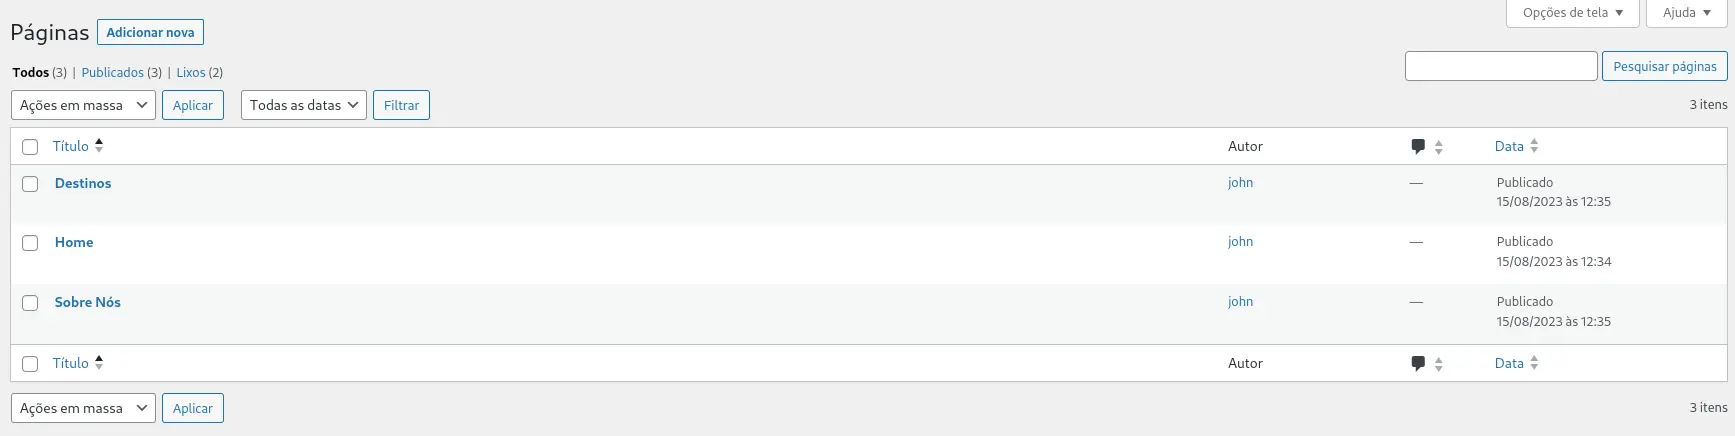 Opções de tela Ajuda
Páginas Adicionar nova
Todos (3) | Publicados (3) | Lixos (2)
Pesquisar páginas
Ações em massa Aplicar Todas as datas Filtrar 3 itens
Título Autor Data
Destinos john — Publicado
15/08/2023 às 12:35
Home john — Publicado
15/08/2023 às 12:34
Sobre Nós john — Publicado
15/08/2023 às 12:35
Título Autor Data
Ações em massa Aplicar 3 itens